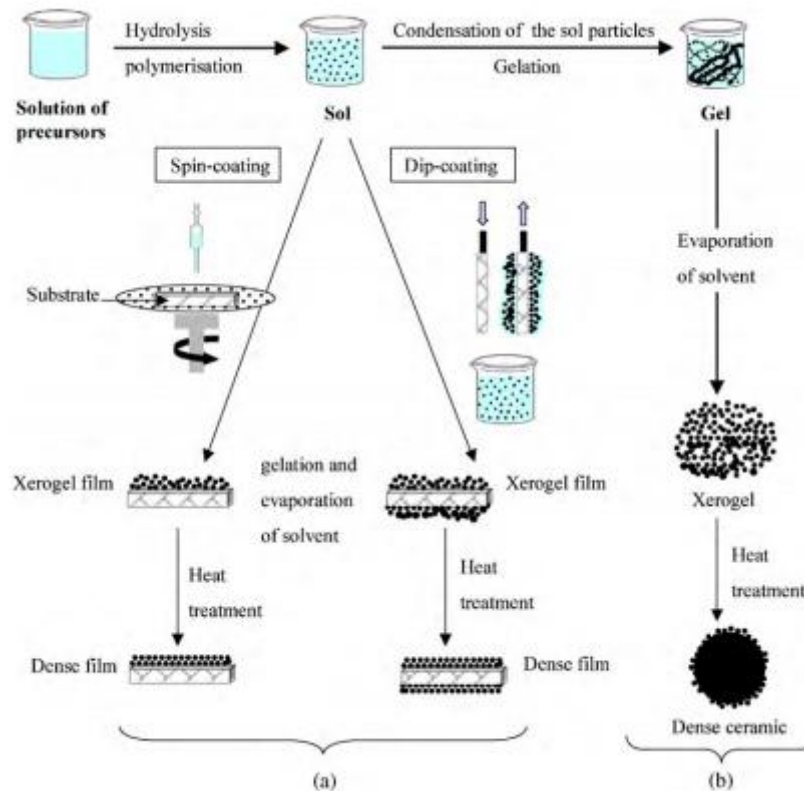 Hydrolysis
polymerisation
Condensation of the sol particles
Gelation
Solution of
precursors
Sol
Gel
Spin-coating
Dip-coating
Substrate
Evaporation
of solvent
Xerogel film
gelation and
evaporation
of solvent
Xerogel film
Xerogel
Heat
treatment
Heat
treatment
Heat
treatment
Dense film
Dense film
Dense ceramic
(a)
(b)